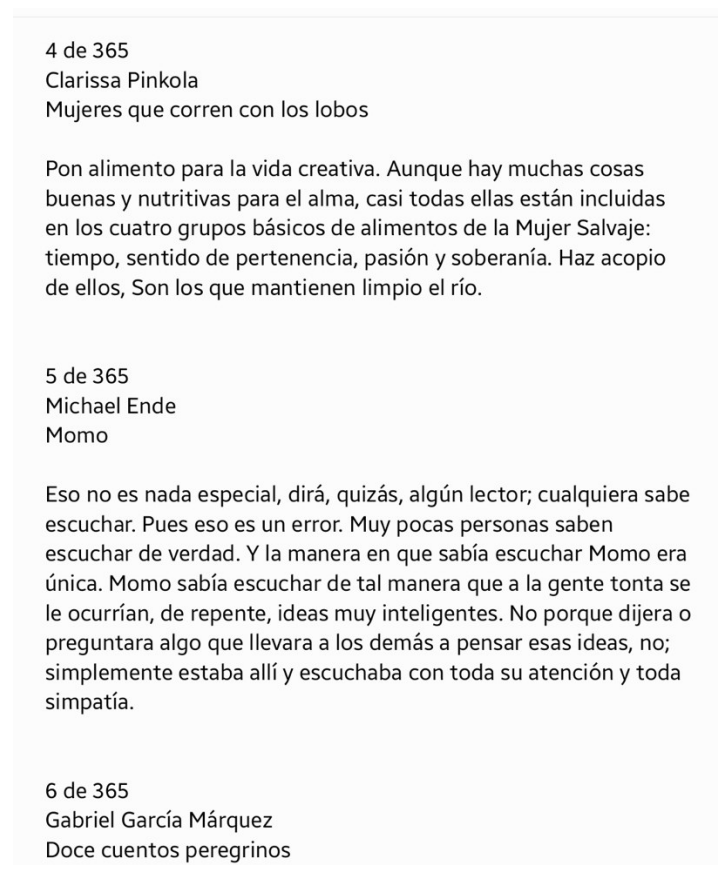 4 de 365
Clarissa Pinkola
Mujeres que corren con los lobos
Pon alimento para la vida creativa. Aunque hay muchas cosas
buenas y nutritivas para el alma, casi todas ellas están incluidas
en los cuatro grupos básicos de alimentos de la Mujer Salvaje:
tiempo, sentido de pertenencia, pasión y soberanía. Haz acopio
de ellos, Son los que mantienen limpio el río.
5 de 365
Michael Ende
Momo
Eso no es nada especial, dirá, quizás, algún lector; cualquiera sabe
escuchar. Pues eso es un error. Muy pocas personas saben
escuchar de verdad. Y la manera en que sabía escuchar Momo era
única. Momo sabía escuchar de tal manera que a la gente tonta se
le ocurrían, de repente, ideas muy inteligentes. No porque dijera o
preguntara algo que llevara a los demás a pensar esas ideas, no;
simplemente estaba allí y escuchaba con toda su atención y toda
simpatía.
6 de 365
Gabriel García Márquez
Doce cuentos peregrinos